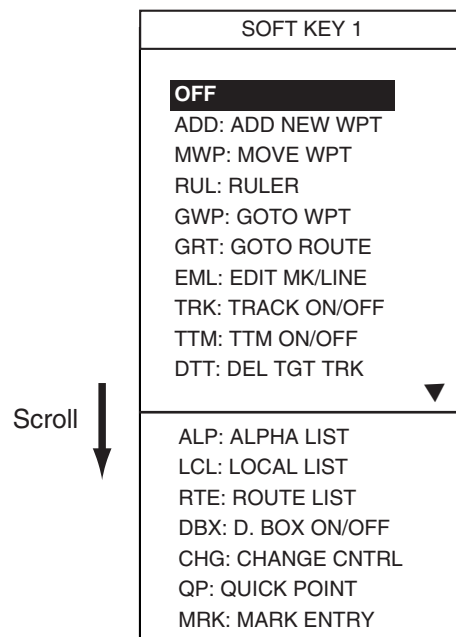 SOFT KEY 1
OFF
ADD: ADD NEW WPT
MWP: MOVE WPT
RUL: RULER
GWP: GOTO WPT
GRT: GOTO ROUTE
EML: EDIT MK/LINE
TRK: TRACK ON/OFF
TTM: TTM ON/OFF
DTT: DEL TGT TRK
Scroll
ALP: ALPHA LIST
LCL: LOCAL LIST
RTE: ROUTE LIST
DBX: D. BOX ON/OFF
CHG: CHANGE CNTRL
QP: QUICK POINT
MRK: MARK ENTRY